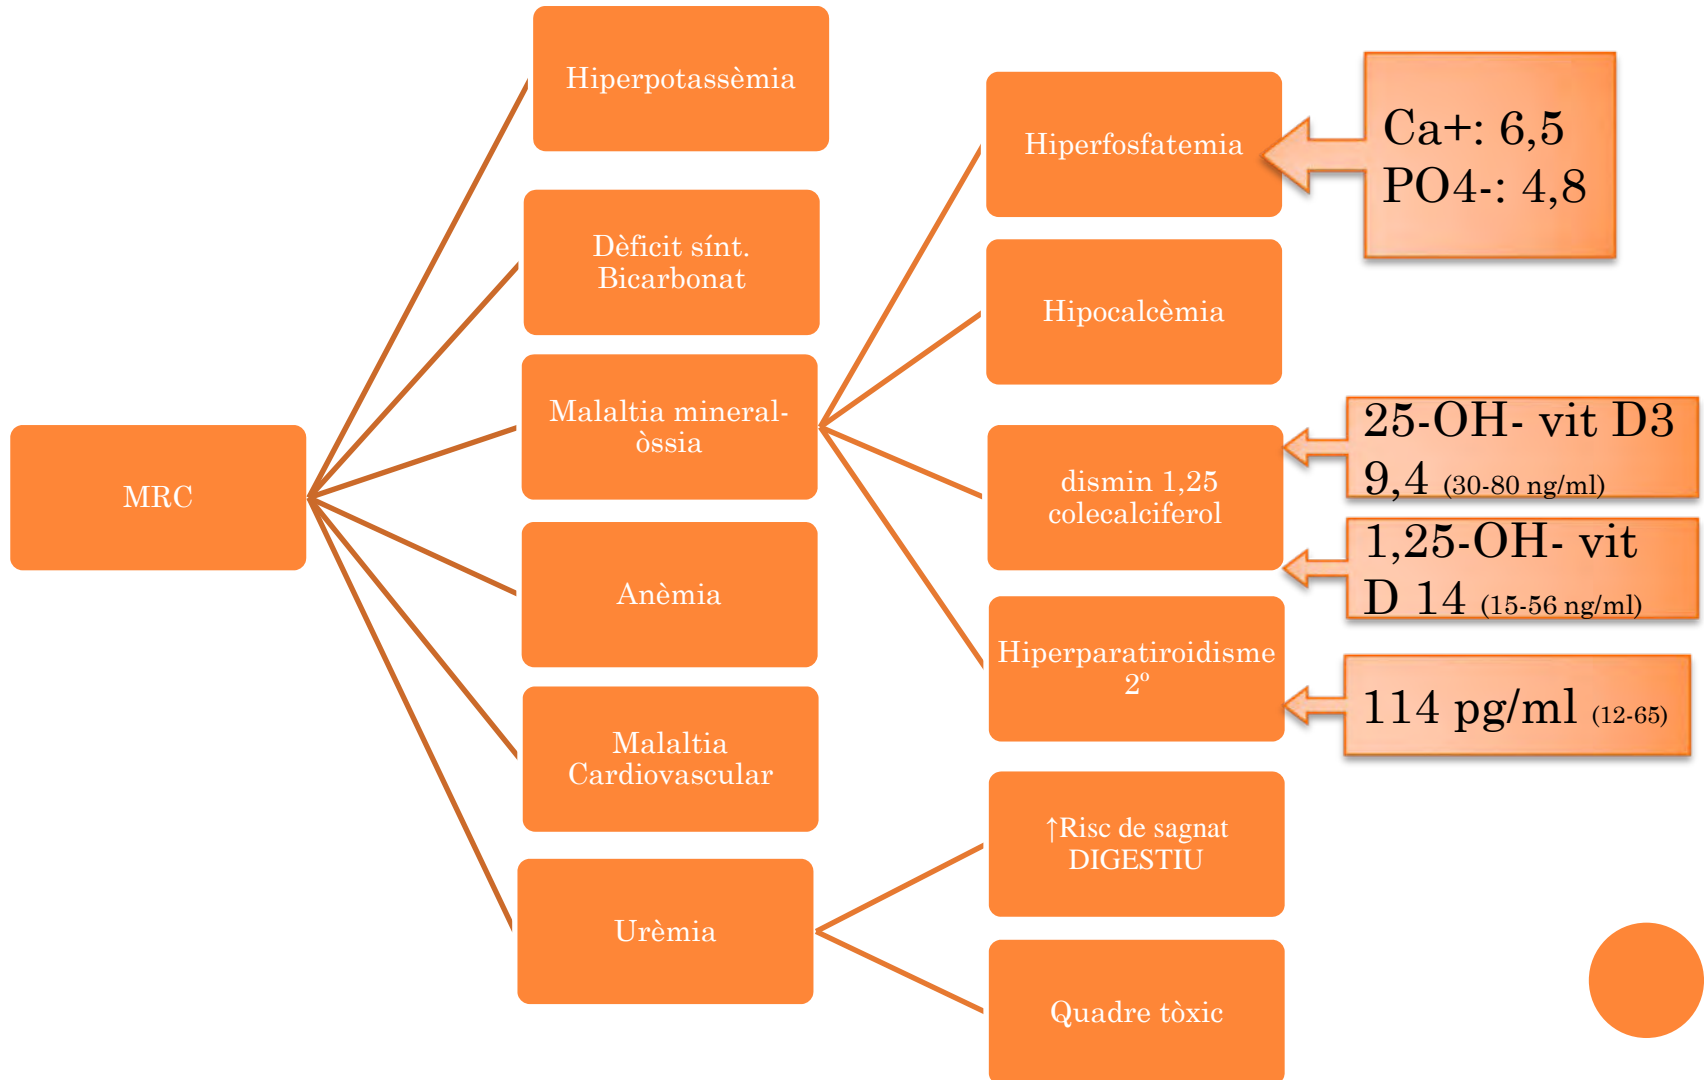 MRC
Hiperpotassèmia
Dèficit sínt.
Bicarbonat
Malaltia mineral-
òssia
Anèmia
Malaltia
Cardiovascular
Urèmia
Hiperfosfatemia
Hipocalcèmia
dismin 1,25
colecalciferol
Hiperparatiroidisme
2º
↑Risc de sagnat
DIGESTIU
Quadre tòxic
Ca+: 6,5
PO4-: 4,8
25-OH- vit D3
9,4 (30-80 ng/ml)
1,25-OH- vit
D 14 (15-56 ng/ml)
114 pg/ml (12-65)